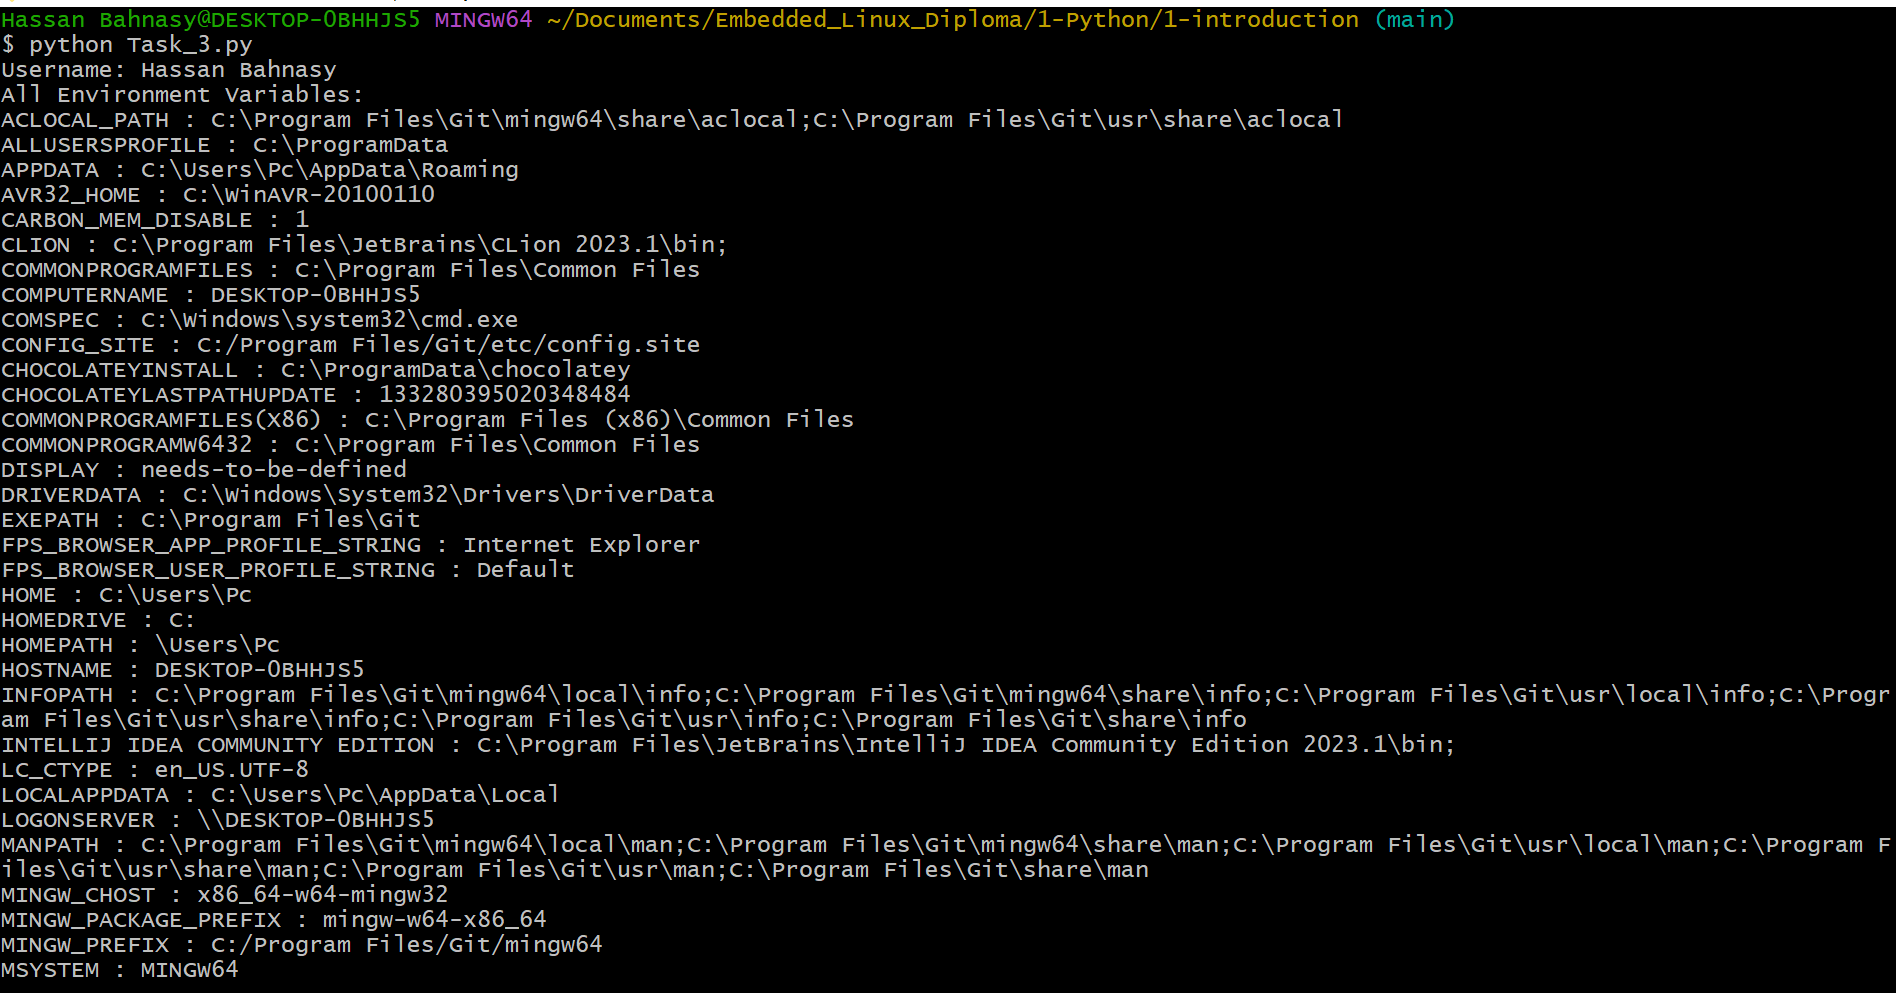 Hassan Bahnasy@DESKTOP-0BHHJS5 MINGW64 ~/Documents/Embedded_Linux_Diploma/1-Python/1-introduction (main)
$ python Task_3.py
Username: Hassan Bahnasy
All Environment Variables:
ACLOCAL_PATH : C:\Program Files\Git\mingw64\share\aclocal;C:\Program Files\Git\usr\share\aclocal
ALLUSERSPROFILE : C:\ProgramData
APPDATA : C:\Users\Pc\AppData\Roaming
AVR32_HOME : C:\WinAVR-20100110
CARBON_MEM_DISABLE : 1
CLION : C:\Program Files\JetBrains\CLion 2023.1\bin;
COMMONPROGRAMFILES : C:\Program Files\Common Files
COMPUTERNAME : DESKTOP-0BHHJS5
COMSPEC : C:\Windows\system32\cmd.exe
CONFIG_SITE : C:/Program Files/Git/etc/config.site
CHOCOLATEYINSTALL : C:\ProgramData\chocolatey
CHOCOLATEYLASTPATHUPDATE : 133280395020348484
COMMONPROGRAMFILES(X86) : C:\Program Files (x86)\Common Files
COMMONPROGRAMW6432 : C:\Program Files\Common Files
DISPLAY : needs-to-be-defined
DRIVERDATA : C:\Windows\System32\Drivers\DriverData
EXEPATH : C:\Program Files\Git
FPS_BROWSER_APP_PROFILE_STRING : Internet Explorer
FPS_BROWSER_USER_PROFILE_STRING : Default
HOME : C:\Users\Pc
HOMEDRIVE : C:
HOMEPATH : \Users\Pc
HOSTNAME : DESKTOP-0BHHJS5
INFOPATH : C:\Program Files\Git\mingw64\local\info;C:\Program Files\Git\mingw64\share\info;C:\Program Files\Git\usr\local\info;C:\Progr
am Files\Git\usr\share\info;C:\Program Files\Git\usr\info;C:\Program Files\Git\share\info
INTELLIJ IDEA COMMUNITY EDITION : C:\Program Files\JetBrains\IntelliJ IDEA Community Edition 2023.1\bin;
LC_CTYPE : en_US.UTF-8
LOCALAPPDATA : C:\Users\Pc\AppData\Local
LOGONSERVER : \\DESKTOP-0BHHJS5
MANPATH : C:\Program Files\Git\mingw64\local\man;C:\Program Files\Git\mingw64\share\man;C:\Program Files\Git\usr\local\man;C:\Program F
iles\Git\usr\share\man;C:\Program Files\Git\usr\man;C:\Program Files\Git\share\man
MINGW_CHOST : x86_64-w64-mingw32
MINGW_PACKAGE_PREFIX : mingw-w64-x86_64
MINGW_PREFIX : C:/Program Files/Git/mingw64
MSYSTEM : MINGW64